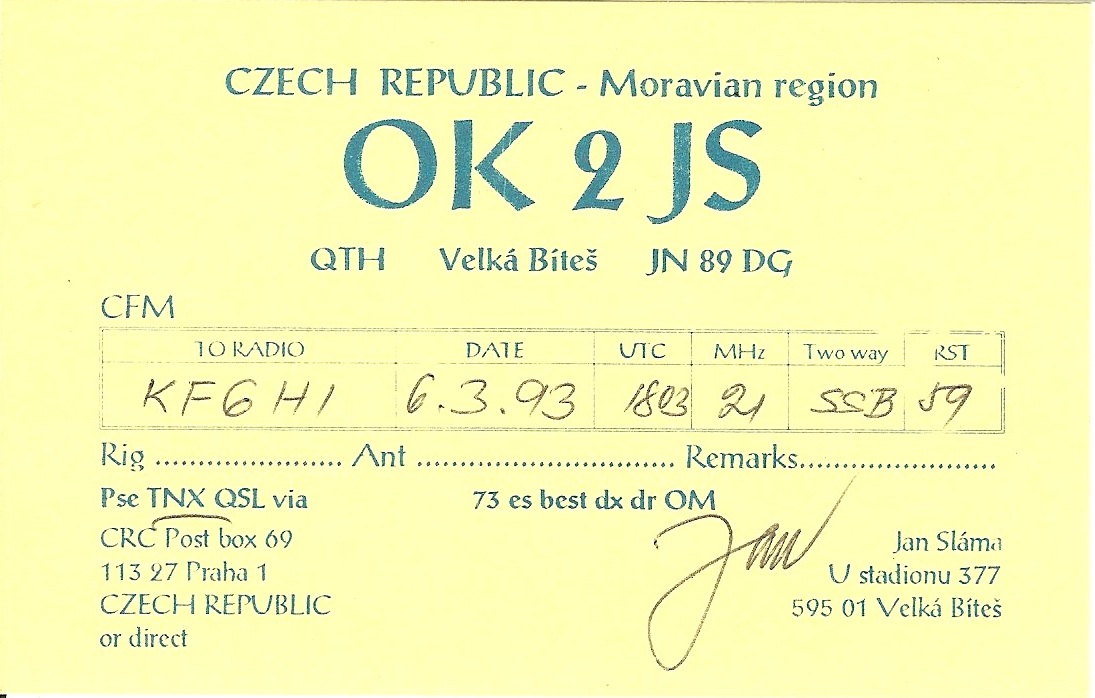 CZECH REPUBLIC - Moravian region
OK 2 JS
QTH Velká Bíteš JN 89 DG
CFM
TO RADIO DATE UTC MHz Two way RST
KF6HI 6.3.93 1803 21 SSB 59
Rig ...................... Ant ............................... Remarks.......................
Pse TNX QSL via 73 es best dx dr OM
CRC Post box 69
113 27 Praha 1
CZECH REPUBLIC
or direct
Jan
Jan Sláma
U stadionu 377
595 01 Velká Bíteš